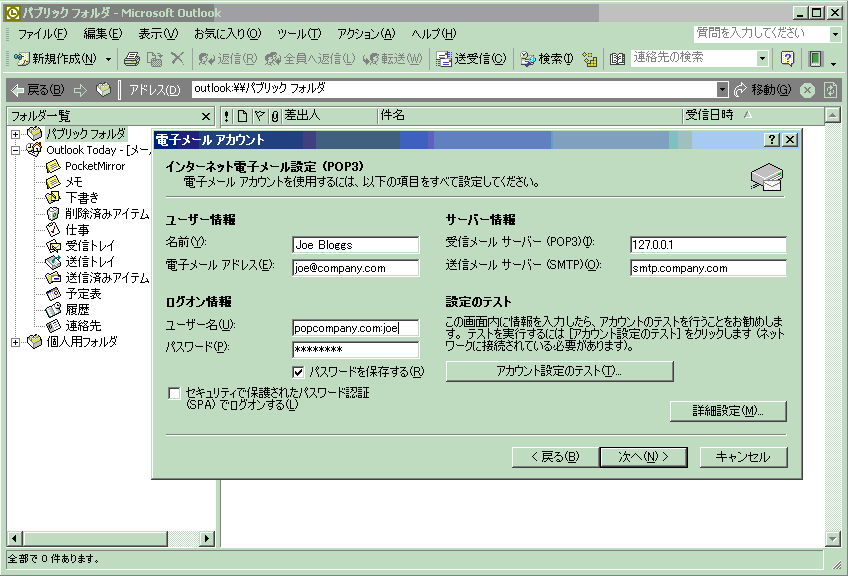 パブリック フォルダ - Microsoft Outlook
ファイル(F) 編集(E) 表示(V) お気に入り(O) ツール(T) アクション(A) ヘルプ(H) 質問を入力してください
新規作成(N) 返信(R) 全員へ返信(L) 転送(W) 送受信(C) 検索(I) 連絡先の検索
戻る(B) アドレス(D) outlook:¥¥パブリック フォルダ 移動(G)
フォルダ一覧 差出人 件名 受信日時
パブリック フォルダ
Outlook Today - [メー
PocketMirror
メモ
下書き
削除済みアイテム
仕事
受信トレイ
送信トレイ
送信済みアイテム
予定表
履歴
連絡先
個人用フォルダ
電子メール アカウント
インターネット電子メール設定 (POP3)
電子メール アカウントを使用するには、以下の項目をすべて設定してください。
ユーザー情報
名前(Y): Joe Bloggs
電子メール アドレス(E): joe@company.com
ログオン情報
ユーザー名(U): popcompany.com:joe
パスワード(P): ********
パスワードを保存する(R)
セキュリティで保護されたパスワード認証
(SPA) でログオンする(L)
サーバー情報
受信メール サーバー (POP3)(I): 127.0.0.1
送信メール サーバー (SMTP)(O): smtp.company.com
設定のテスト
この画面内に情報を入力したら、アカウントのテストを行うことをお勧めしま
す。テストを実行するには [アカウント設定のテスト] をクリックします (ネット
ワークに接続されている必要があります)。
アカウント設定のテスト(T)...
詳細設定(M)...
< 戻る(B) 次へ(N) > キャンセル
全部で 0 件あります。